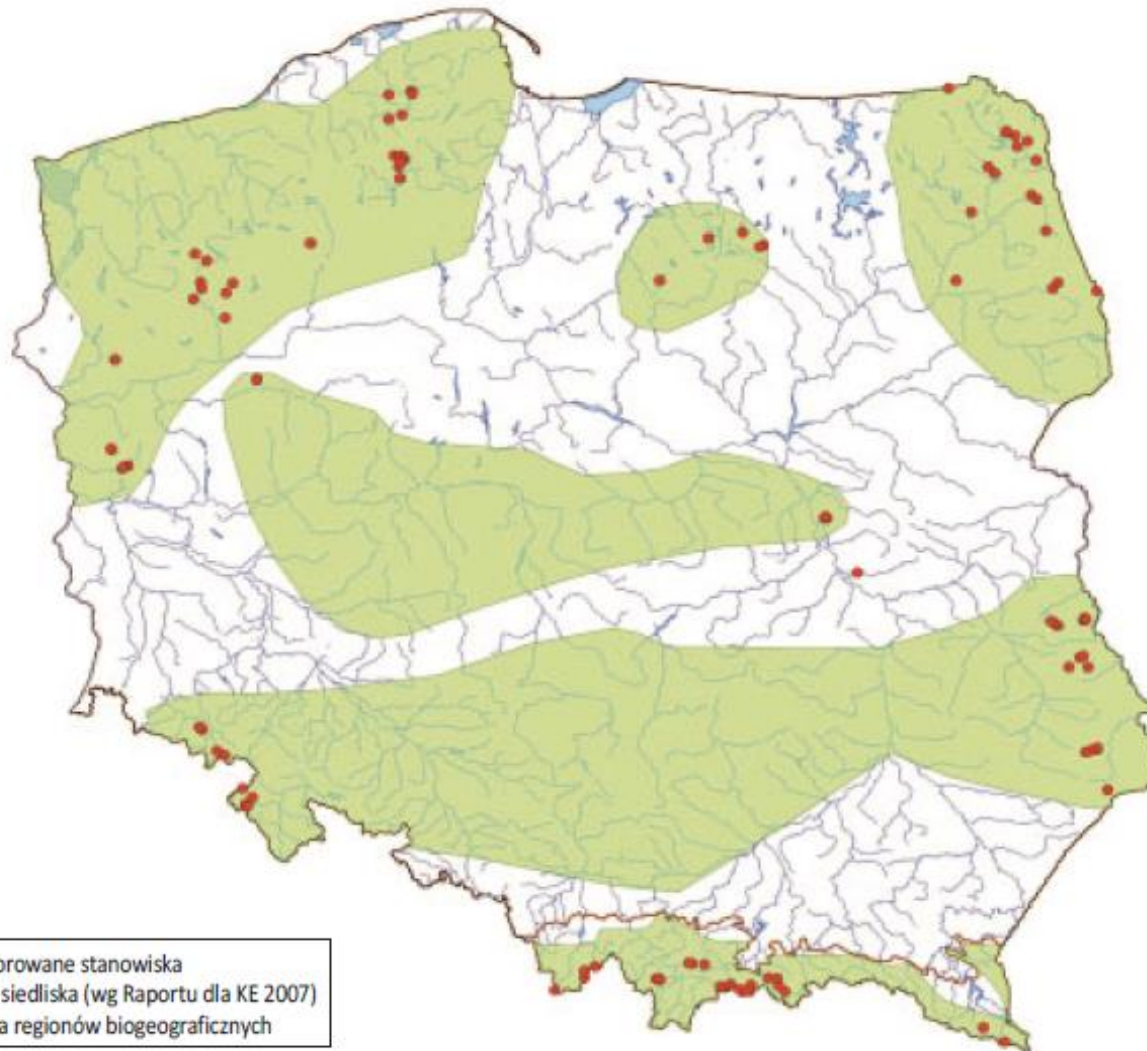 orowane stanowiska
siedliska (wg Raportu dla KE 2007)
a regionów biogeograficznych